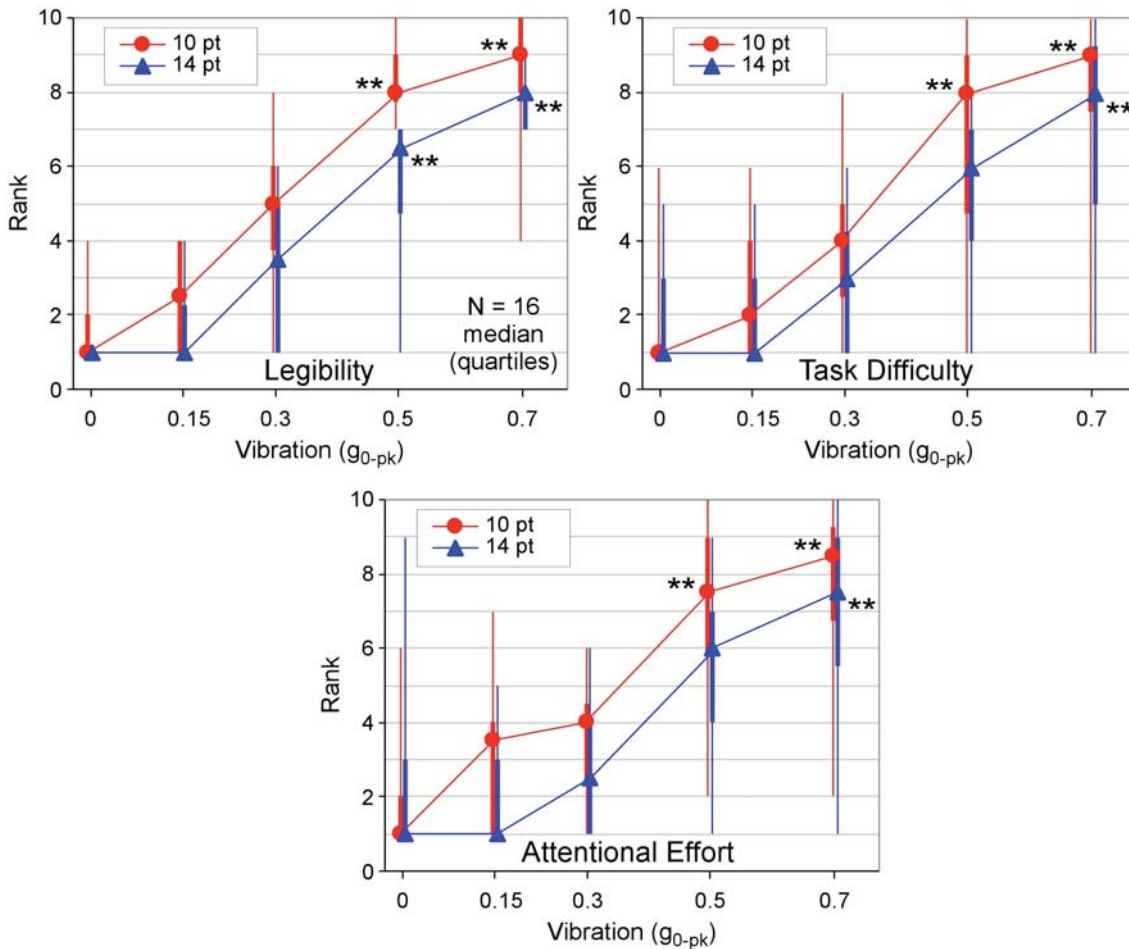 10
10 pt
14 pt
8
6
4
2
0
Rank
**
**
**
**
N = 16
median
(quartiles)
Legibility
0
0.15
0.3
0.5
0.7
Vibration (g0-pk)
10
10 pt
14 pt
8
6
4
2
0
Rank
**
**
**
Task Difficulty
0
0.15
0.3
0.5
0.7
Vibration (g0-pk)
10
10 pt
14 pt
8
6
4
2
0
Rank
**
**
**
Attentional Effort
0
0.15
0.3
0.5
0.7
Vibration (g0-pk)